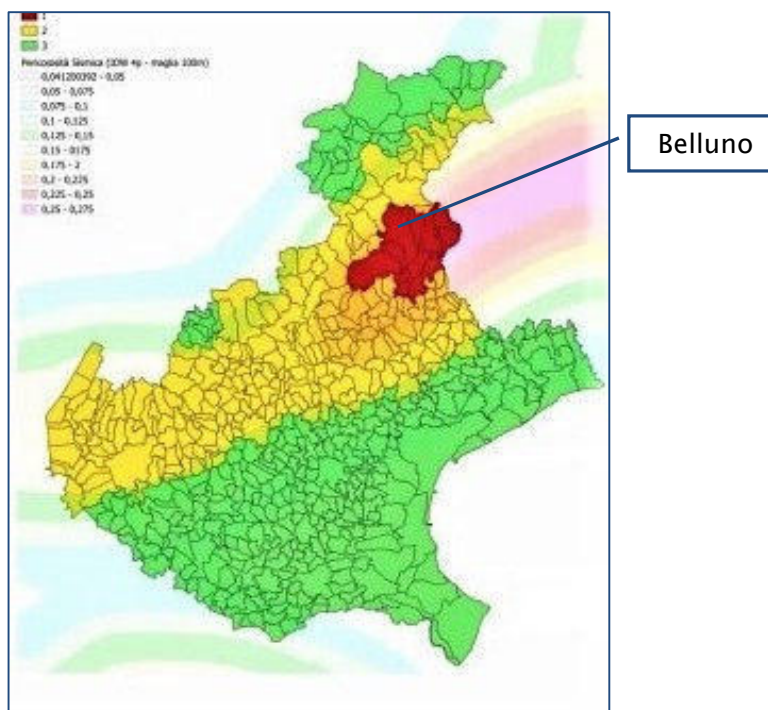 1
2
3
Pericolosità Sismica (IDW 4p - maglia 100m)
0,041200392 - 0,05
0,05 - 0,075
0,075 - 0,1
0,1 - 0,125
0,125 - 0,15
0,15 - 0175
0,175 - 2
0,2 - 0,225
0,225 - 0,25
0,25 - 0,275
Belluno